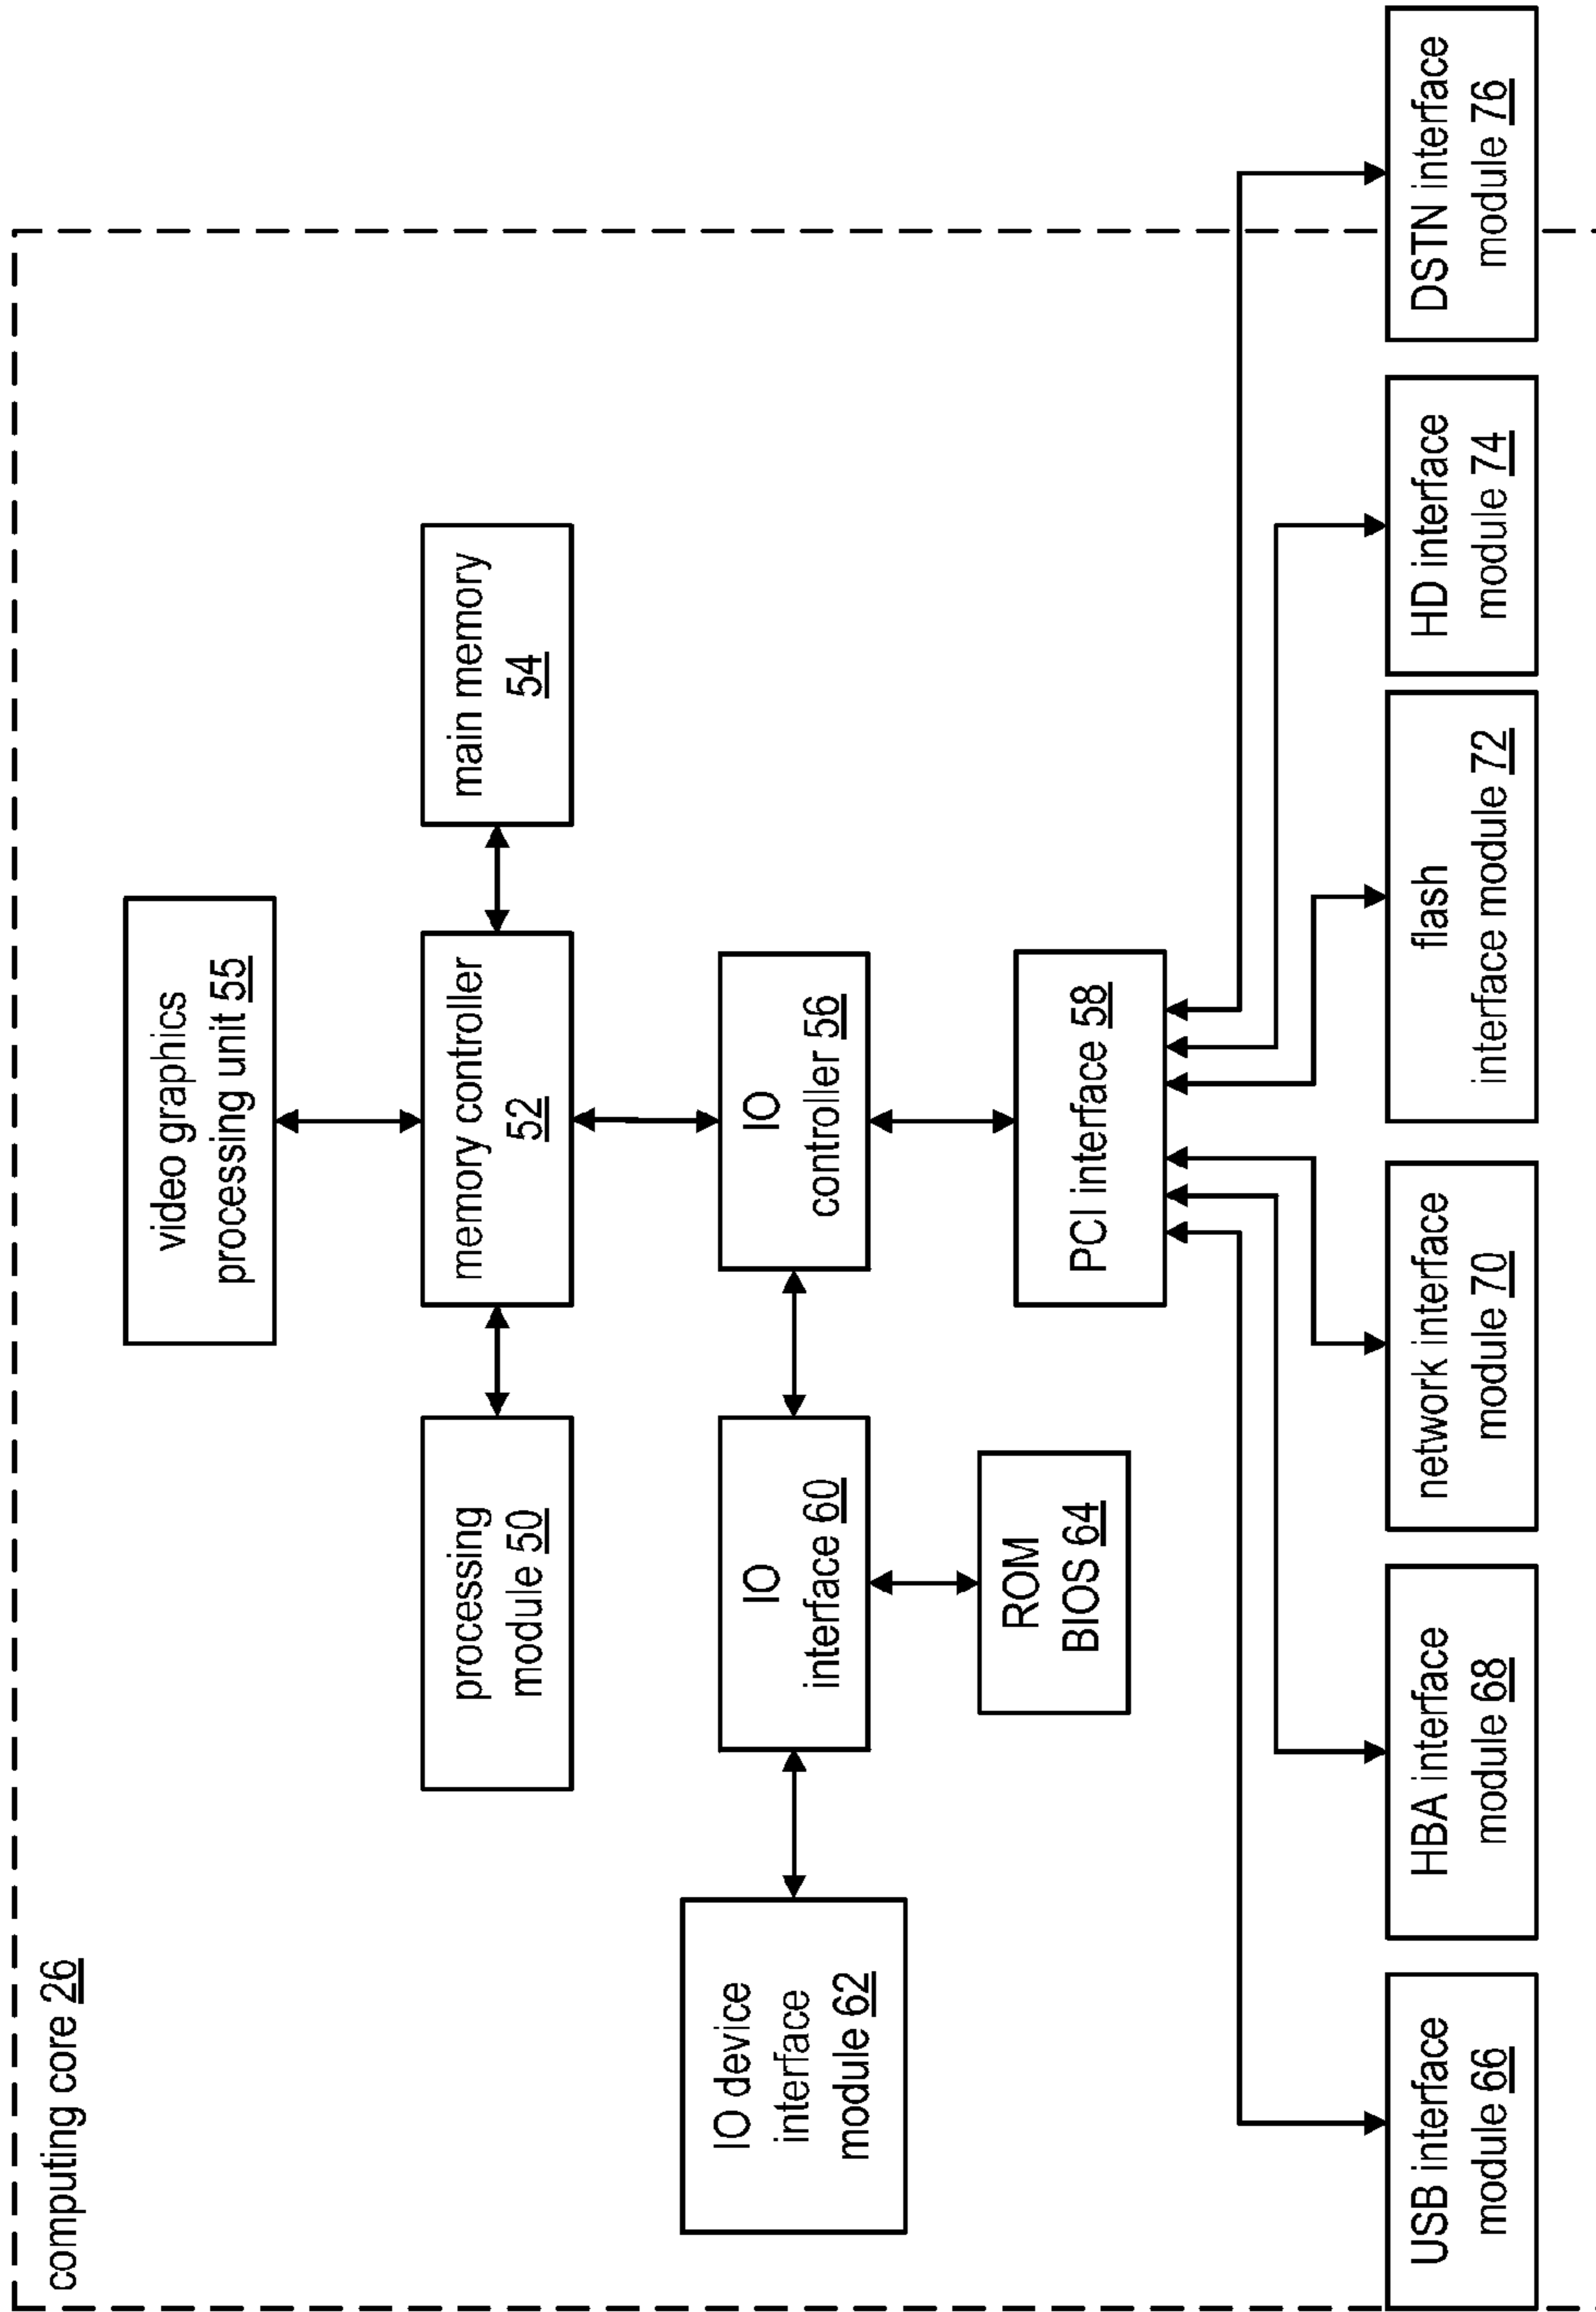 computing core 26
video graphics
processing unit 55
processing
module 50
memory controller
52
main memory
54
IO device
interface
module 62
IO
interface 60
IO
controller 56
ROM
BIOS 64
PCI interface 58
USB interface
module 66
HBA interface
module 68
network interface
module 70
flash
interface module 72
HD interface
module 74
DSTN interface
module 76